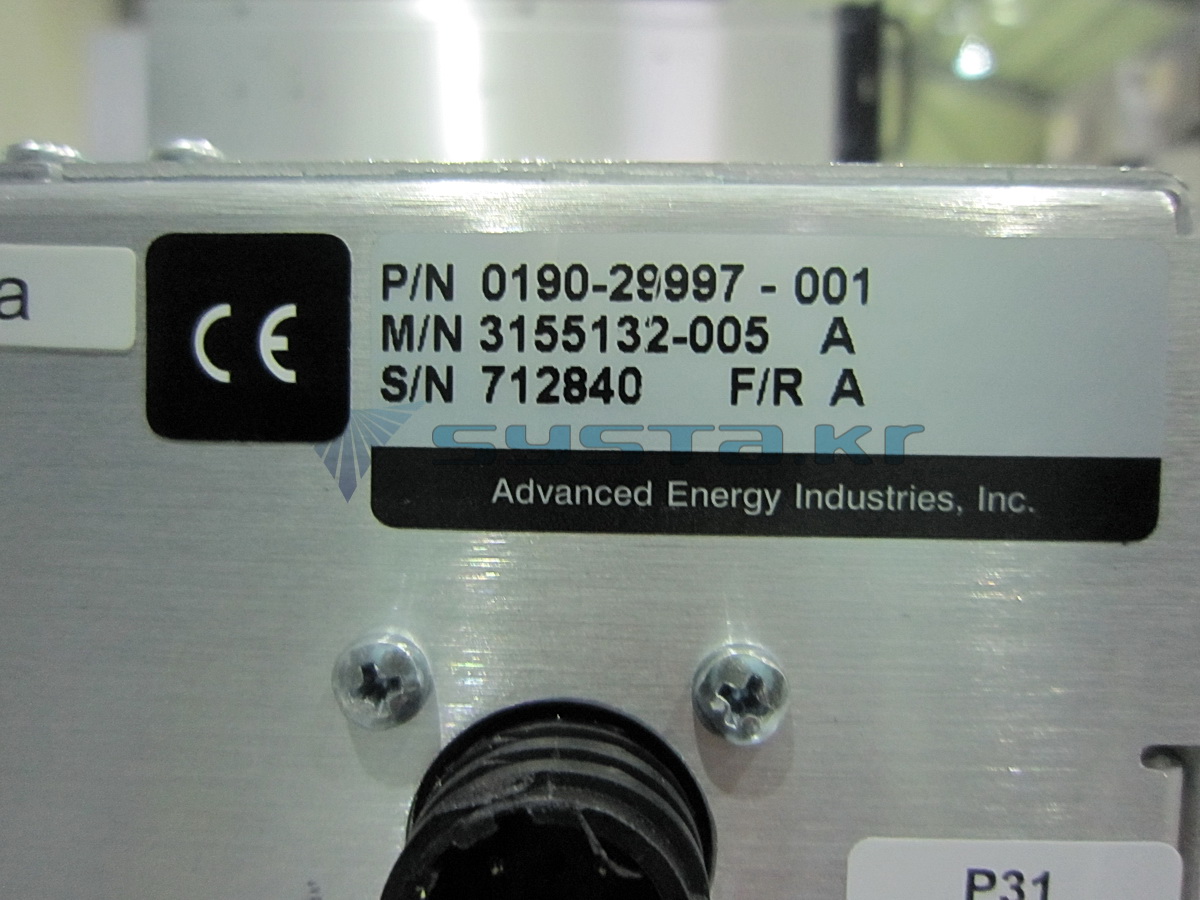 a
CE
P/N 0190-29997 - 001
M/N 3155132-005 A
S/N 712840 F/R A
systa kr
Advanced Energy Industries, Inc.
P31